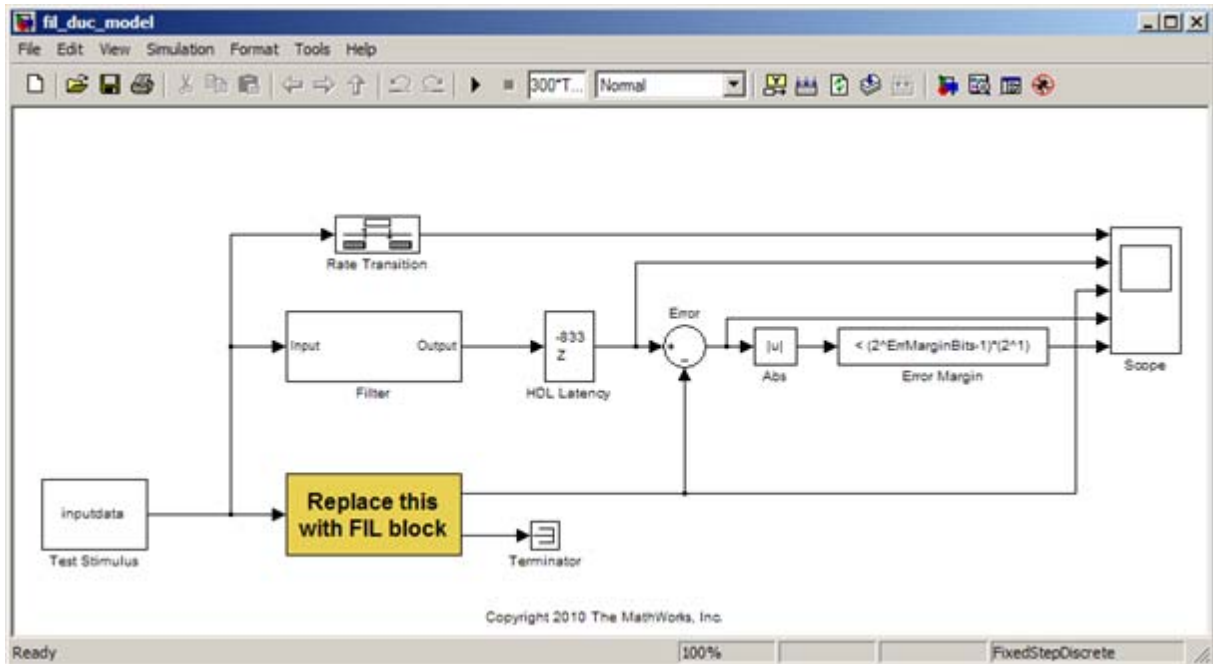 fil_duc_model
File Edit View Simulation Format Tools Help
300*T... Normal
Rate Transition
Input Output
Filter
-833
Z
HDL Latency
Error
+
−
|u|
Abs
< (2^ErrMarginBits-1)*(2^1)
Error Margin
Scope
inputdata
Test Stimulus
Replace this
with FIL block
Terminator
Copyright 2010 The MathWorks, Inc.
Ready 100% FixedStepDiscrete